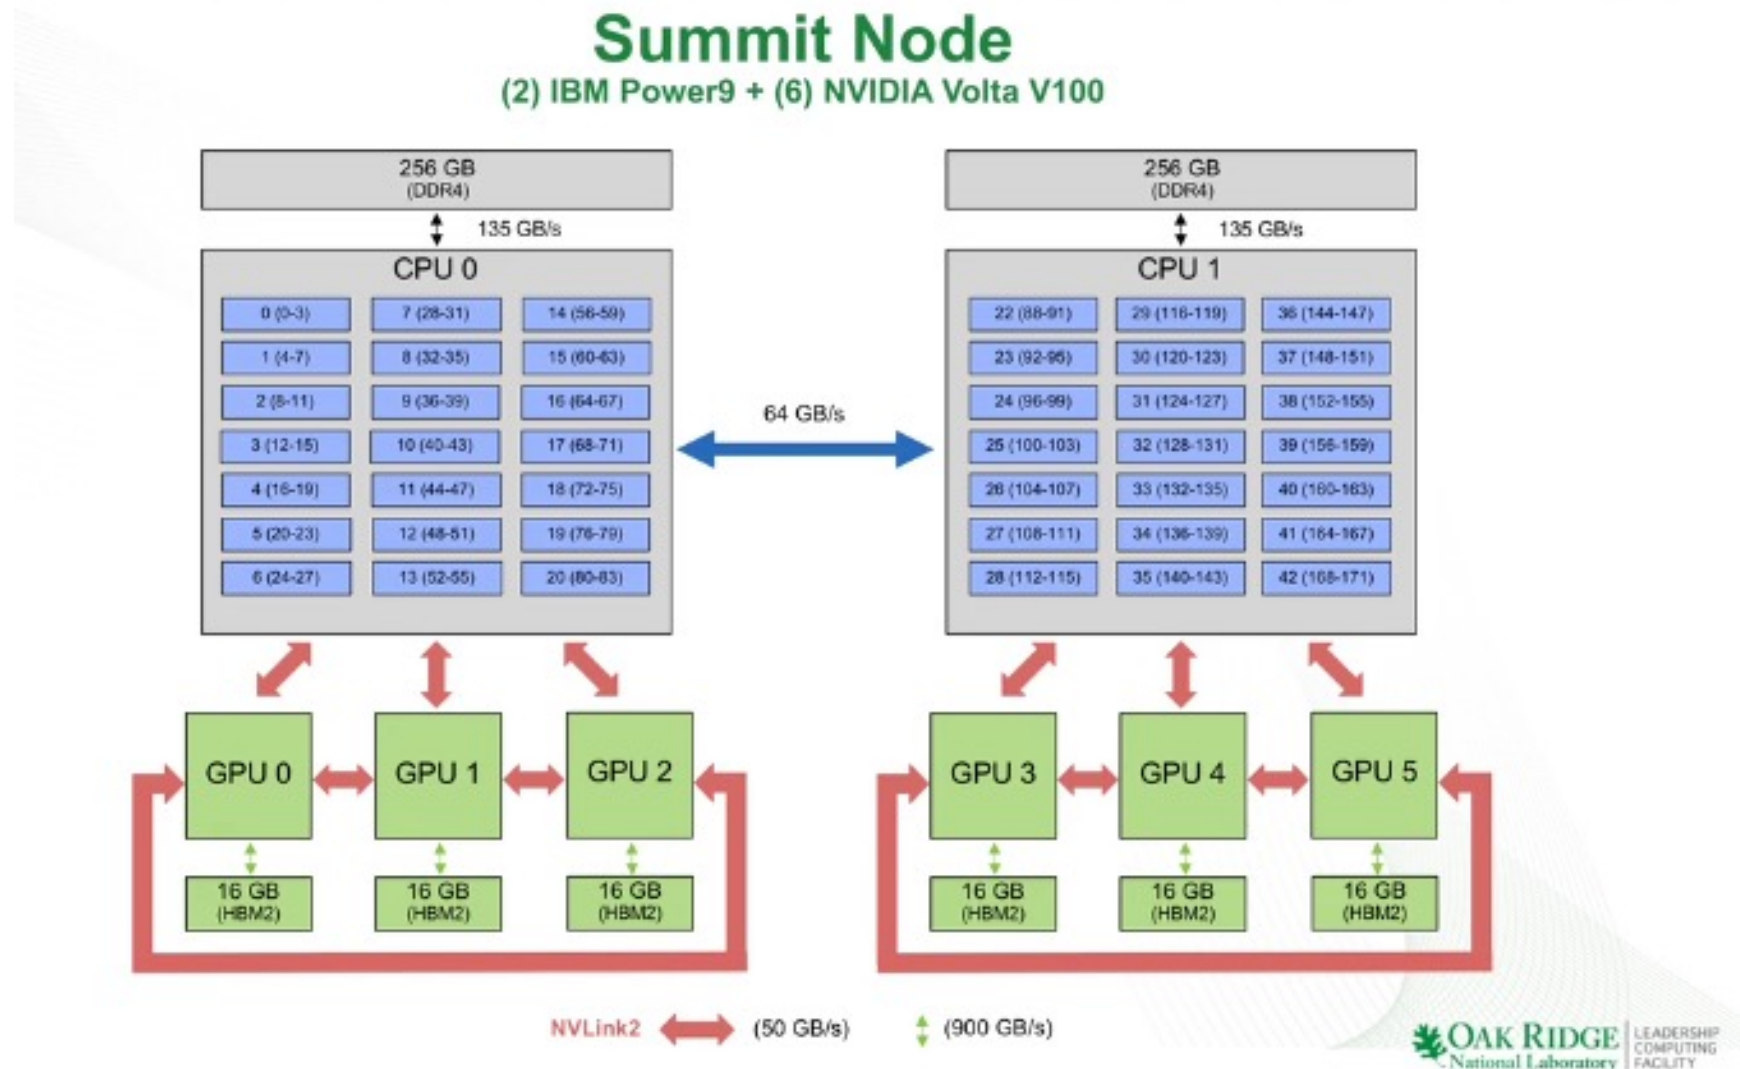 Summit Node
(2) IBM Power9 + (6) NVIDIA Volta V100
256 GB
(DDR4)
135 GB/s
256 GB
(DDR4)
135 GB/s
CPU 0
0 (0-3) 7 (28-31) 14 (56-59)
1 (4-7) 8 (32-35) 15 (60-63)
2 (8-11) 9 (36-39) 16 (64-67)
3 (12-15) 10 (40-43) 17 (68-71)
4 (16-19) 11 (44-47) 18 (72-75)
5 (20-23) 12 (48-51) 19 (76-79)
6 (24-27) 13 (52-55) 20 (80-83)
64 GB/s
CPU 1
22 (88-91) 29 (116-119) 36 (144-147)
23 (92-95) 30 (120-123) 37 (148-151)
24 (96-99) 31 (124-127) 38 (152-155)
25 (100-103) 32 (128-131) 39 (156-159)
26 (104-107) 33 (132-135) 40 (160-163)
27 (108-111) 34 (136-139) 41 (164-167)
28 (112-115) 35 (140-143) 42 (168-171)
GPU 0 GPU 1 GPU 2
16 GB 16 GB 16 GB
(HBM2) (HBM2) (HBM2)
GPU 3 GPU 4 GPU 5
16 GB 16 GB 16 GB
(HBM2) (HBM2) (HBM2)
NVLink2 (50 GB/s) (900 GB/s)
OAK RIDGE
National Laboratory
LEADERSHIP
COMPUTING
FACILITY